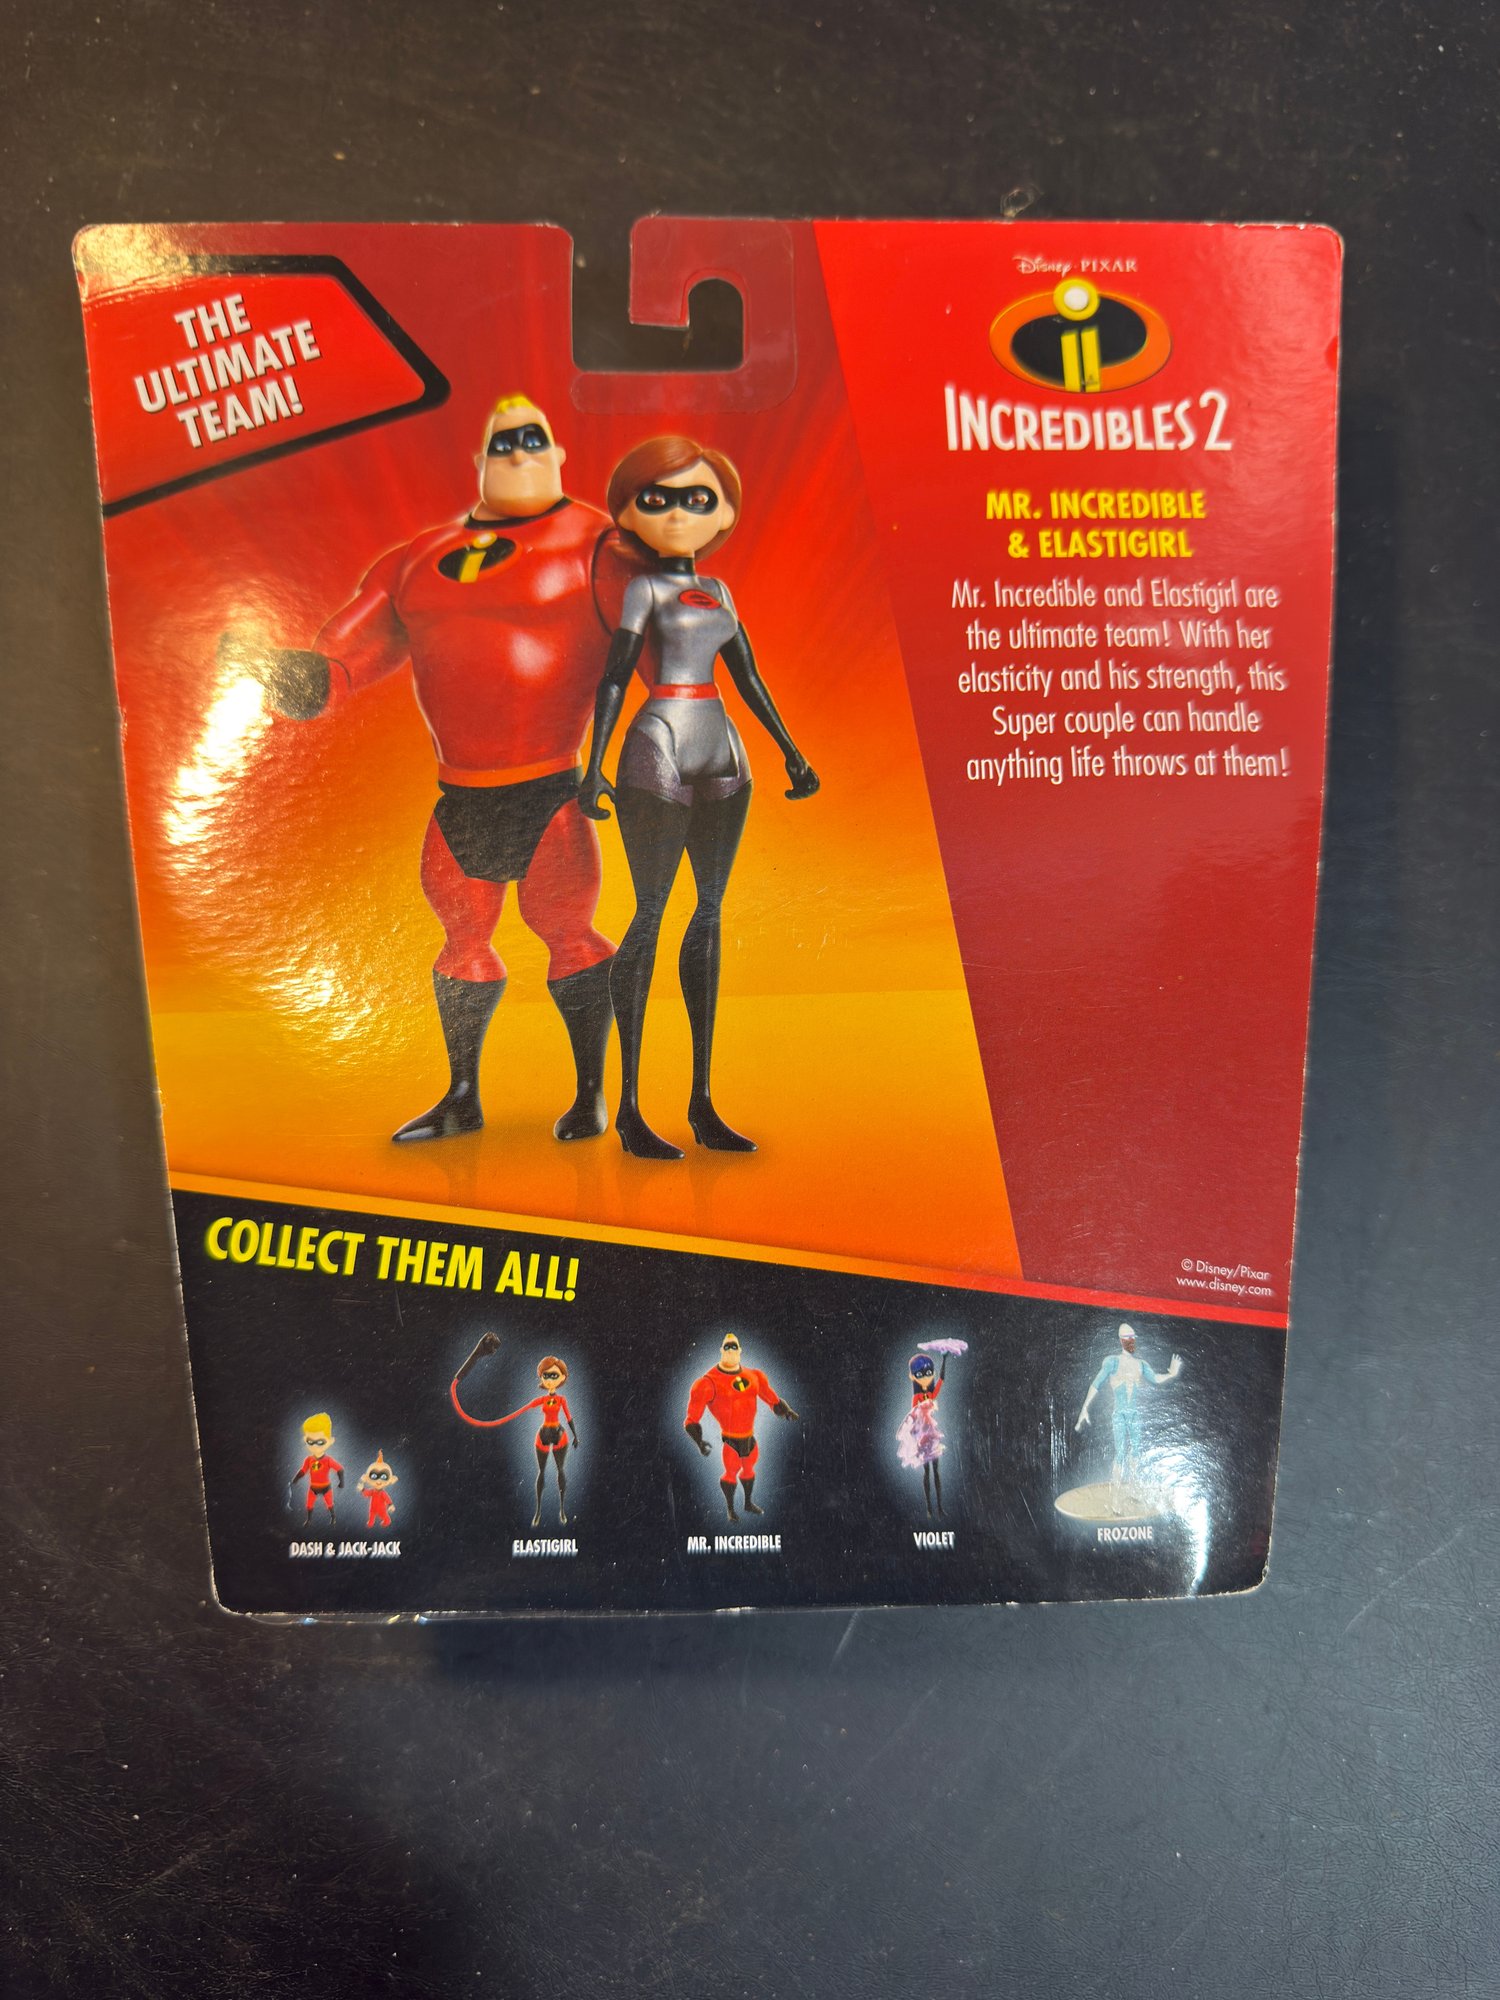 THE
ULTIMATE
TEAM!
Disney · PIXAR
INCREDIBLES 2
MR. INCREDIBLE
& ELASTIGIRL
Mr. Incredible and Elastigirl are
the ultimate team! With her
elasticity and his strength, this
Super couple can handle
anything life throws at them!
© Disney/Pixar
www.disney.com
COLLECT THEM ALL!
DASH & JACK-JACK
ELASTIGIRL
MR. INCREDIBLE
VIOLET
FROZONE